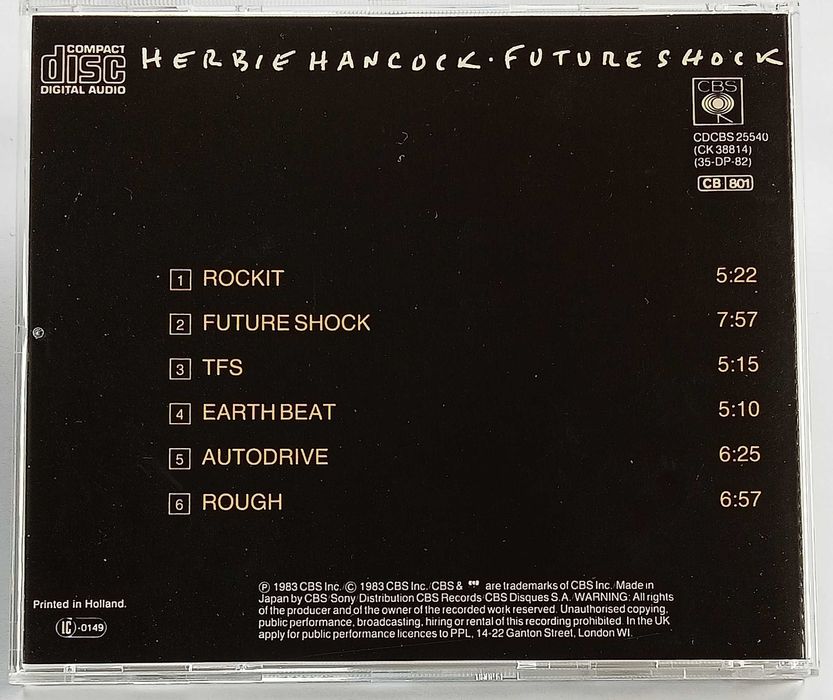 COMPACT
disc
DIGITAL AUDIO
HERBIE HANCOCK · FUTURE SHOCK
CBS
CDCBS 25540
(CK 38814)
(35-DP-82)
CB 801
1 ROCKIT 5:22
2 FUTURE SHOCK 7:57
3 TFS 5:15
4 EARTH BEAT 5:10
5 AUTODRIVE 6:25
6 ROUGH 6:57
℗ 1983 CBS Inc./© 1983 CBS Inc./CBS & are trademarks of CBS Inc./Made in
Japan by CBS/Sony/Distribution CBS Records/CBS Disques S.A./WARNING: All rights
of the producer and of the owner of the recorded work reserved. Unauthorised copying,
public performance, broadcasting, hiring or rental of this recording prohibited. In the UK
apply for public performance licences to PPL, 14-22 Ganton Street, London WI.
Printed in Holland.
IC -0149